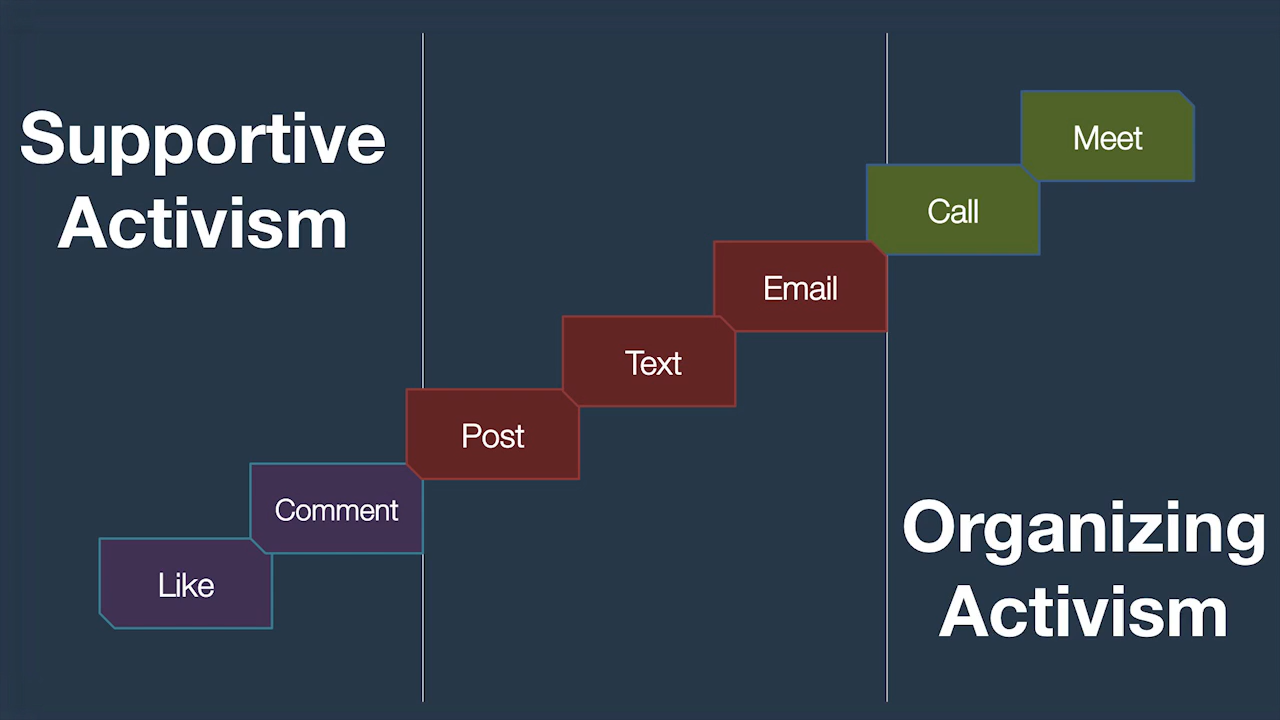 Supportive
Activism
Meet
Call
Email
Text
Post
Comment
Like
Organizing
Activism